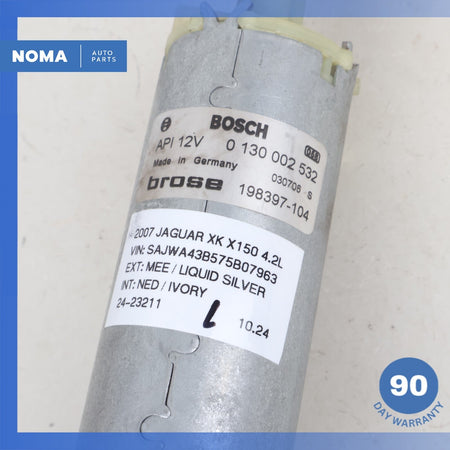 NOMA AUTO PARTS
BOSCH
API 12V 0 130 002 532
Made in Germany 030706 S
brose 198397-104
- 2007 JAGUAR XK X150 4.2L
VIN: SAJWA43B575B07963
EXT: MEE / LIQUID SILVER
INT: NED / IVORY
24-23211
L 10.24
90
DAY WARRANTY